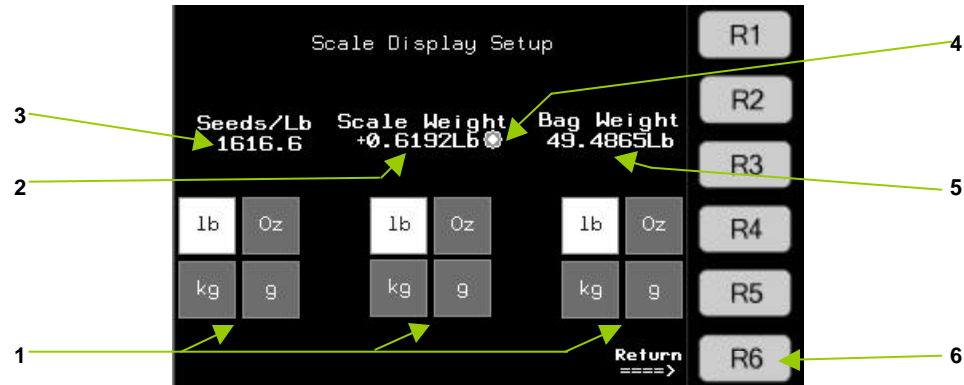 Scale Display Setup
R1
4
R2
3
Seeds/Lb
Scale Weight
Bag Weight
1616.6
+0.6192Lb
49.4865Lb
R3
2
5
lb
Oz
lb
Oz
lb
Oz
R4
kg
g
kg
g
kg
g
R5
1
Return
====>
R6
6